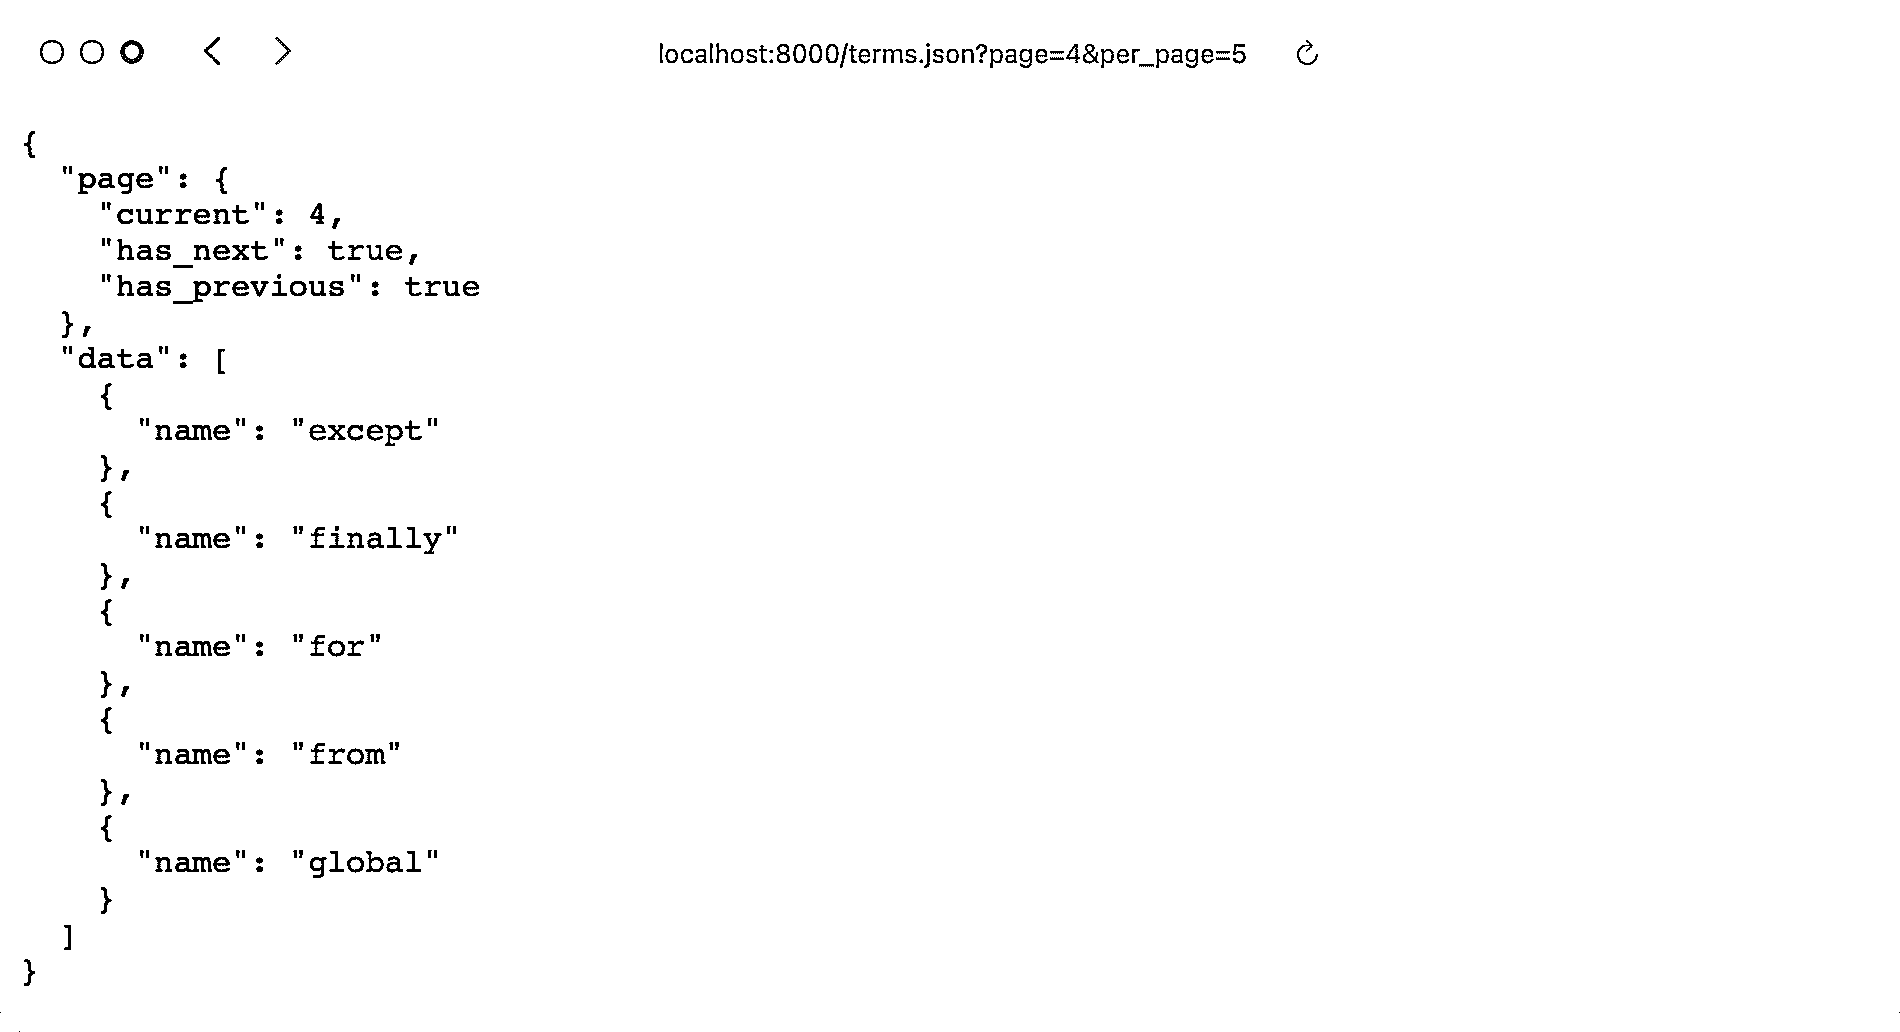 localhost:8000/terms.json?page=4&per_page=5
{
  "page": {
    "current": 4,
    "has_next": true,
    "has_previous": true
  },
  "data": [
    {
      "name": "except"
    },
    {
      "name": "finally"
    },
    {
      "name": "for"
    },
    {
      "name": "from"
    },
    {
      "name": "global"
    }
  ]
}